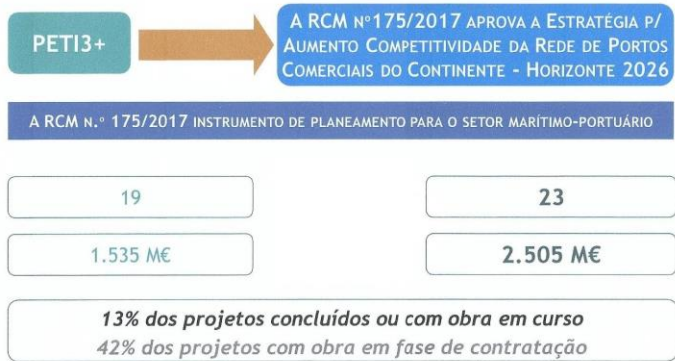 PETI3+
A RCM Nº175/2017 APROVA A ESTRATÉGIA P/
AUMENTO COMPETITIVIDADE DA REDE DE PORTOS
COMERCIAIS DO CONTINENTE - HORIZONTE 2026
A RCM N.º 175/2017 INSTRUMENTO DE PLANEAMENTO PARA O SETOR MARÍTIMO-PORTUÁRIO
19
23
1.535 M€
2.505 M€
13% dos projetos concluídos ou com obra em curso
42% dos projetos com obra em fase de contratação